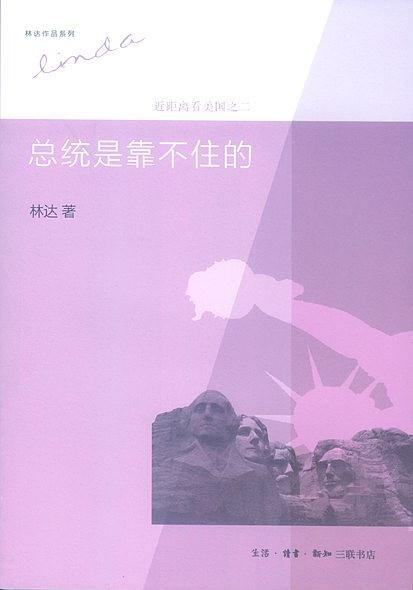 林达作品系列
linda
近距离看美国之二
总统是靠不住的
林达 著
生活·讀書·新知 三联书店